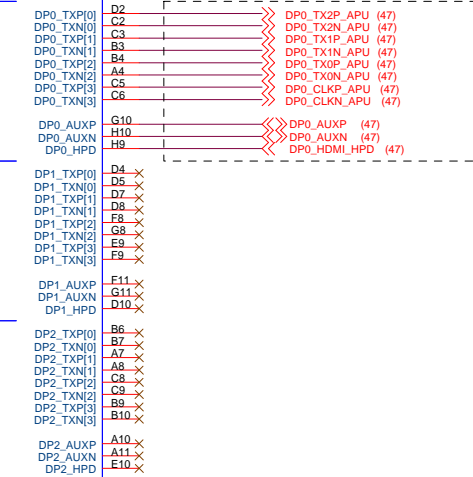 DP0_TXP[0] D2 DP0_TX2P_APU (47)
DP0_TXN[0] C2 DP0_TX2N_APU (47)
DP0_TXP[1] C3 DP0_TX1P_APU (47)
DP0_TXN[1] B3 DP0_TX1N_APU (47)
DP0_TXP[2] B4 DP0_TX0P_APU (47)
DP0_TXN[2] A4 DP0_TX0N_APU (47)
DP0_TXP[3] C5 DP0_CLKP_APU (47)
DP0_TXN[3] C6 DP0_CLKN_APU (47)
DP0_AUXP G10 DP0_AUXP (47)
DP0_AUXN H10 DP0_AUXN (47)
DP0_HPD H9 DP0_HDMI_HPD (47)
DP1_TXP[0] D4
DP1_TXN[0] D5
DP1_TXP[1] D7
DP1_TXN[1] D8
DP1_TXP[2] F8
DP1_TXN[2] G8
DP1_TXP[3] E9
DP1_TXN[3] F9
DP1_AUXP F11
DP1_AUXN G11
DP1_HPD D10
DP2_TXP[0] B6
DP2_TXN[0] B7
DP2_TXP[1] A7
DP2_TXN[1] A8
DP2_TXP[2] C8
DP2_TXN[2] C9
DP2_TXP[3] B9
DP2_TXN[3] B10
DP2_AUXP A10
DP2_AUXN A11
DP2_HPD E10